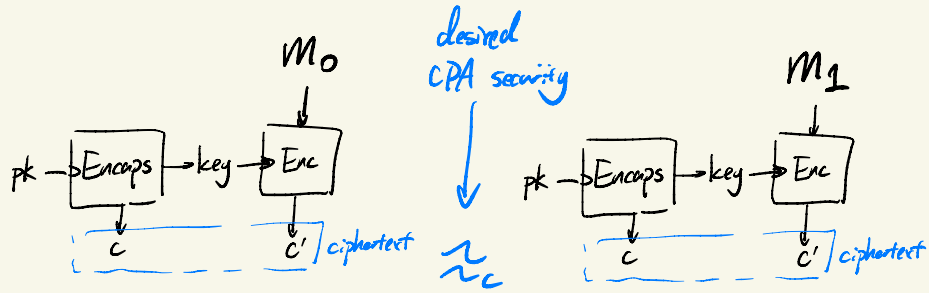 desired
CPA security
m₀
m₁
pk → Encaps → key → Enc
pk → Encaps → key → Enc
c c' ciphertext
≈c
c c' ciphertext